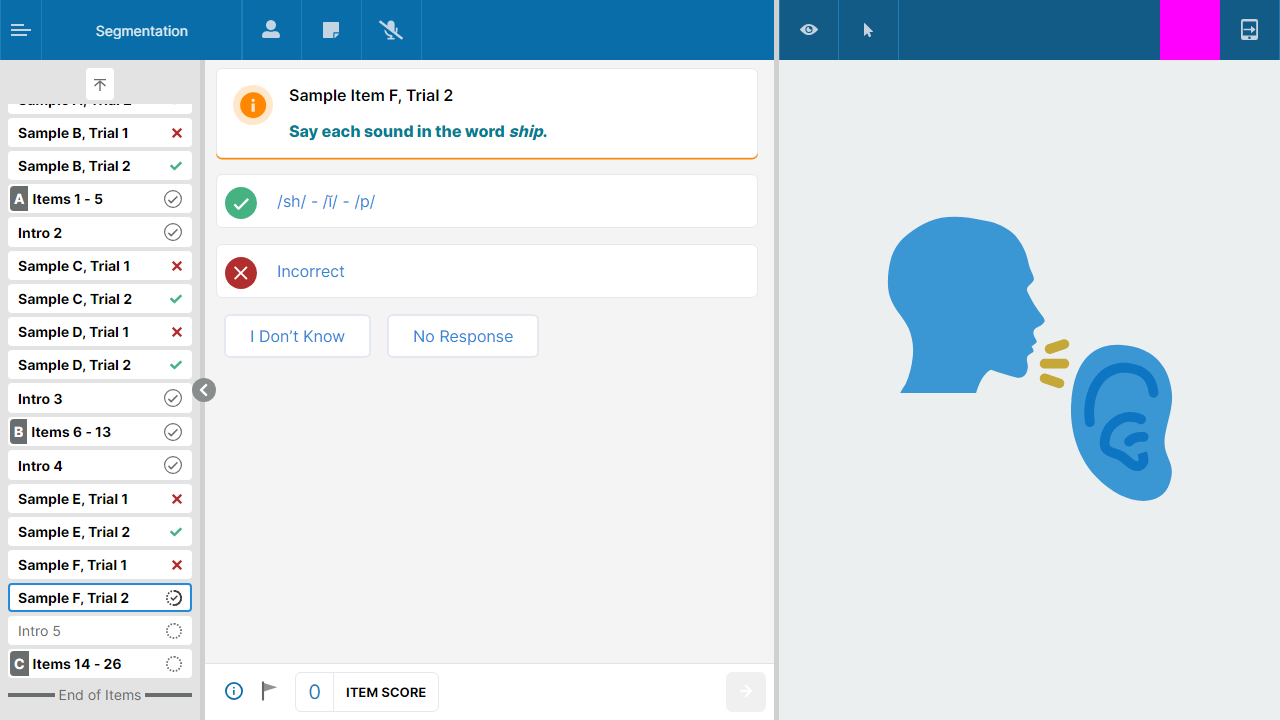 Segmentation
Sample B, Trial 1
Sample B, Trial 2
A Items 1 - 5
Intro 2
Sample C, Trial 1
Sample C, Trial 2
Sample D, Trial 1
Sample D, Trial 2
Intro 3
B Items 6 - 13
Intro 4
Sample E, Trial 1
Sample E, Trial 2
Sample F, Trial 1
Sample F, Trial 2
Intro 5
C Items 14 - 26
End of Items
Sample Item F, Trial 2
Say each sound in the word ship.
/sh/ - /ĭ/ - /p/
Incorrect
I Don’t Know
No Response
0 ITEM SCORE